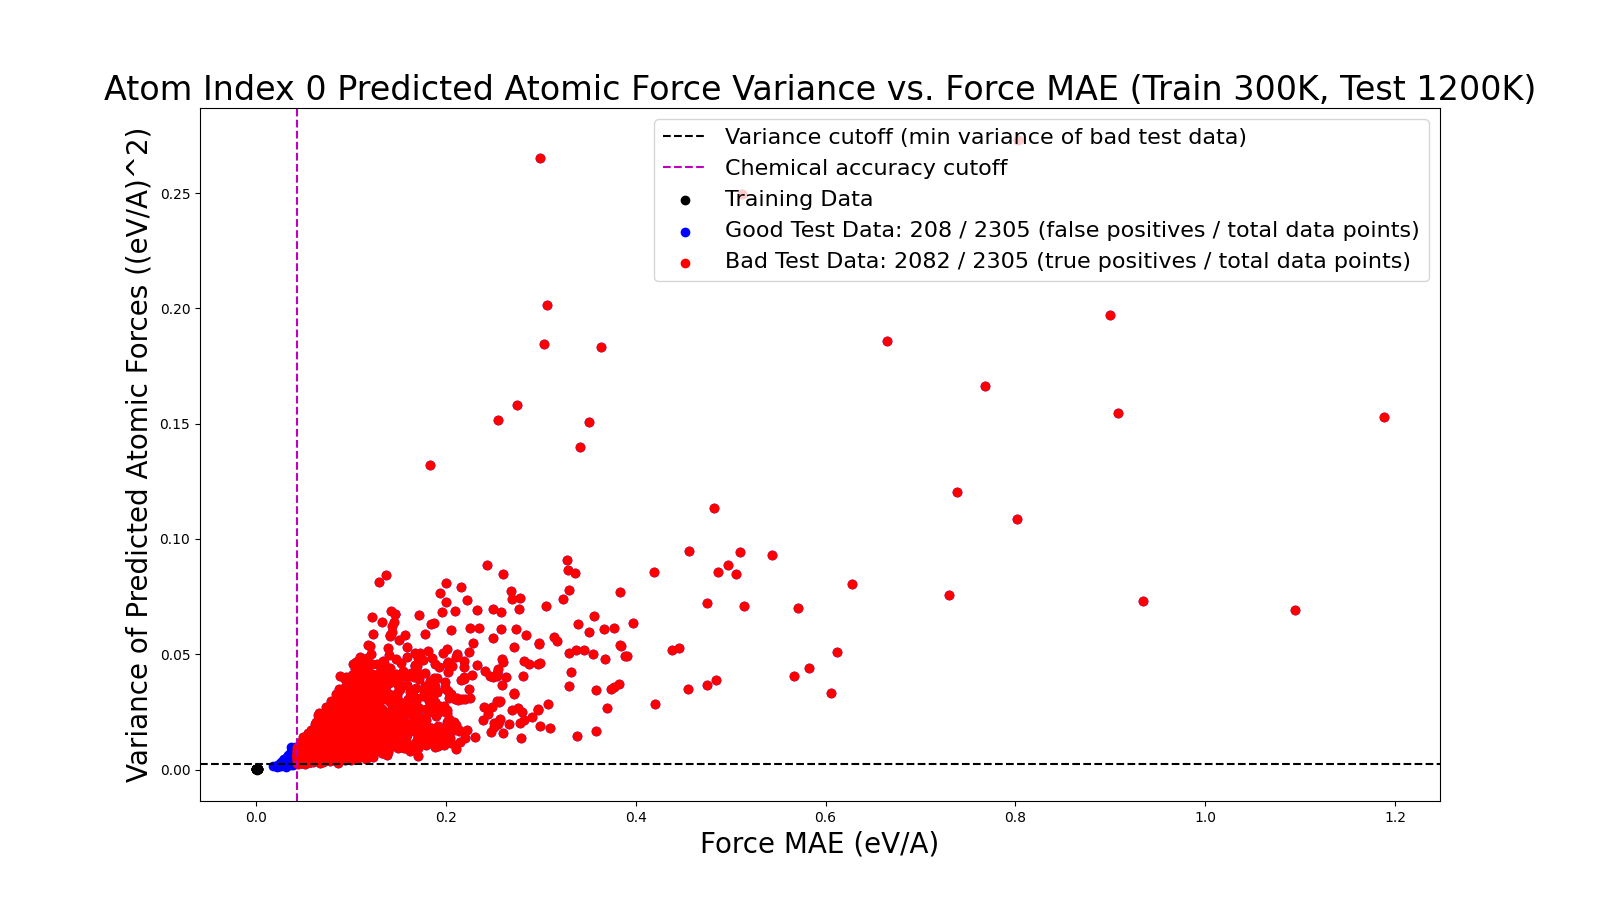 Atom Index 0 Predicted Atomic Force Variance vs. Force MAE (Train 300K, Test 1200K)
Variance cutoff (min variance of bad test data)
Chemical accuracy cutoff
Training Data
Good Test Data: 208 / 2305 (false positives / total data points)
Bad Test Data: 2082 / 2305 (true positives / total data points)
Variance of Predicted Atomic Forces ((eV/A)^2)
0.25
0.20
0.15
0.10
0.05
0.00
0.0 0.2 0.4 0.6 0.8 1.0 1.2
Force MAE (eV/A)